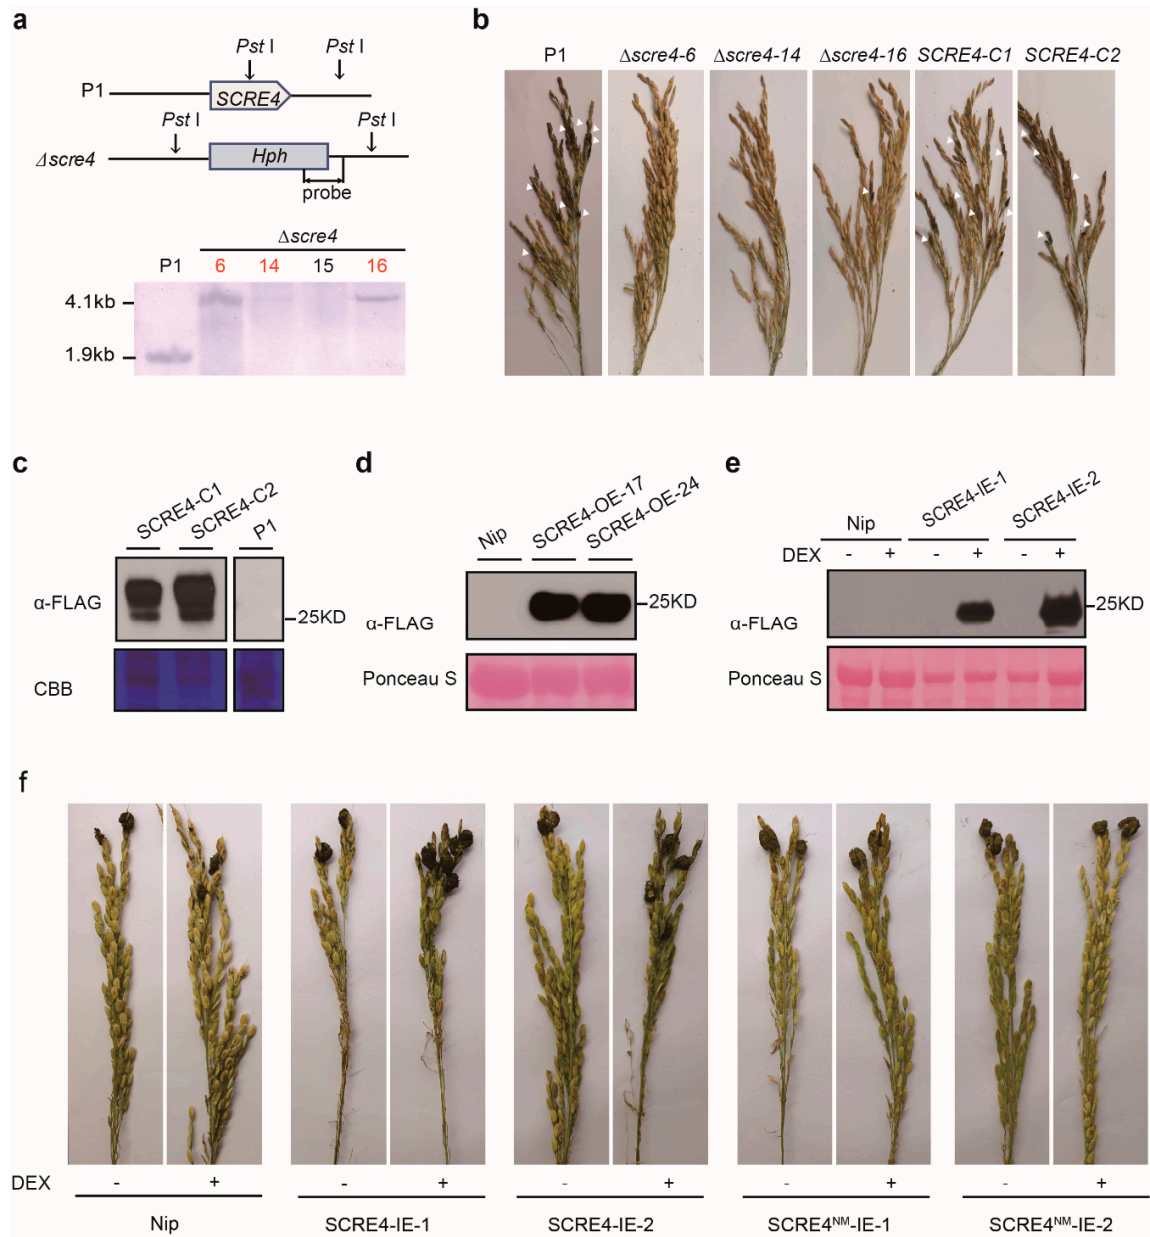 a
Pst I Pst I
P1 SCRE4
Pst I Pst I
Δscre4 Hph
probe
Δscre4
P1 6 14 15 16
4.1kb
1.9kb
b
P1 Δscre4-6 Δscre4-14 Δscre4-16 SCRE4-C1 SCRE4-C2
c
SCRE4-C1 SCRE4-C2 P1
α-FLAG
25KD
CBB
d
Nip SCRE4-OE-17 SCRE4-OE-24
α-FLAG
25KD
Ponceau S
e
Nip SCRE4-IE-1 SCRE4-IE-2
DEX - + - + - +
α-FLAG
25KD
Ponceau S
f
DEX - + - + - + - + - +
Nip SCRE4-IE-1 SCRE4-IE-2 SCRE4ᴺᴹ-IE-1 SCRE4ᴺᴹ-IE-2